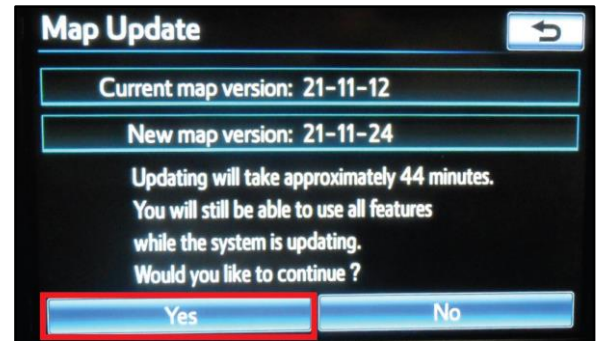 Map Update
Current map version: 21-11-12
New map version: 21-11-24
Updating will take approximately 44 minutes.
You will still be able to use all features
while the system is updating.
Would you like to continue ?
Yes
No